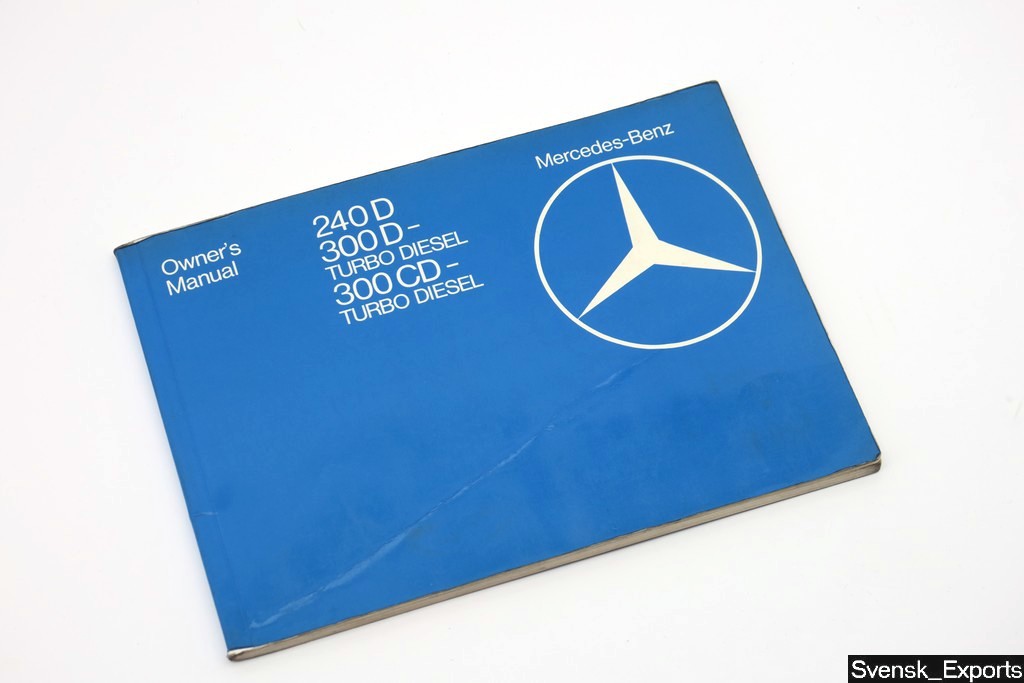 Owner's
Manual
240 D
300 D-
TURBO DIESEL
300 CD-
TURBO DIESEL
Mercedes-Benz
Svensk_Exports